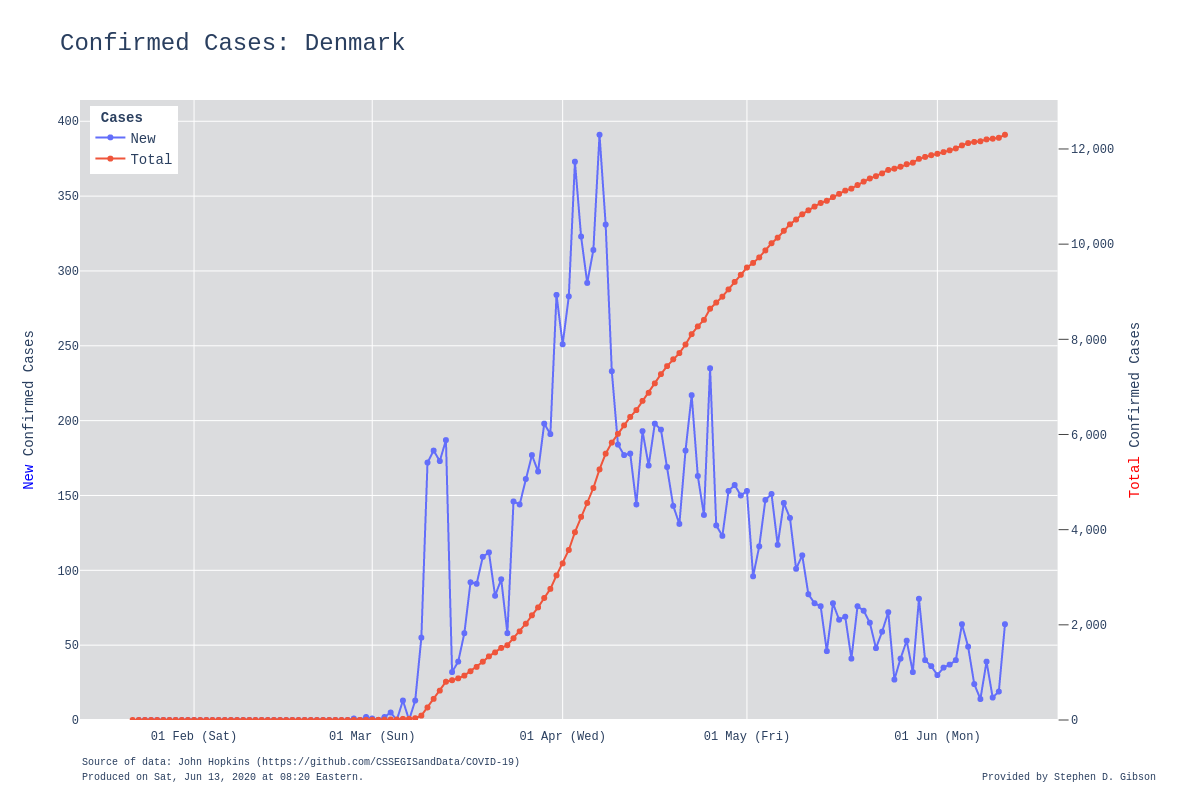 Confirmed Cases: Denmark
Cases
New
Total
400
350
300
250
200
150
100
50
0
12,000
10,000
8,000
6,000
4,000
2,000
0
New Confirmed Cases
Total Confirmed Cases
01 Feb (Sat)
01 Mar (Sun)
01 Apr (Wed)
01 May (Fri)
01 Jun (Mon)
Source of data: John Hopkins (https://github.com/CSSEGISandData/COVID-19)
Produced on Sat, Jun 13, 2020 at 08:20 Eastern.
Provided by Stephen D. Gibson